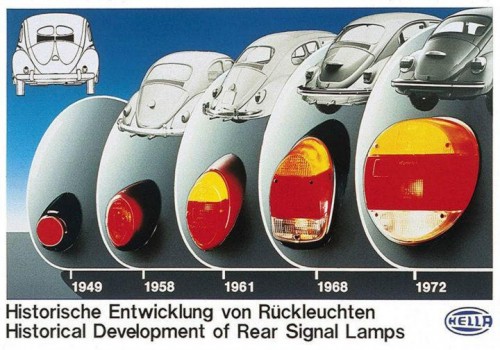 1949 1958 1961 1968 1972
Historische Entwicklung von Rückleuchten
Historical Development of Rear Signal Lamps
HELLA